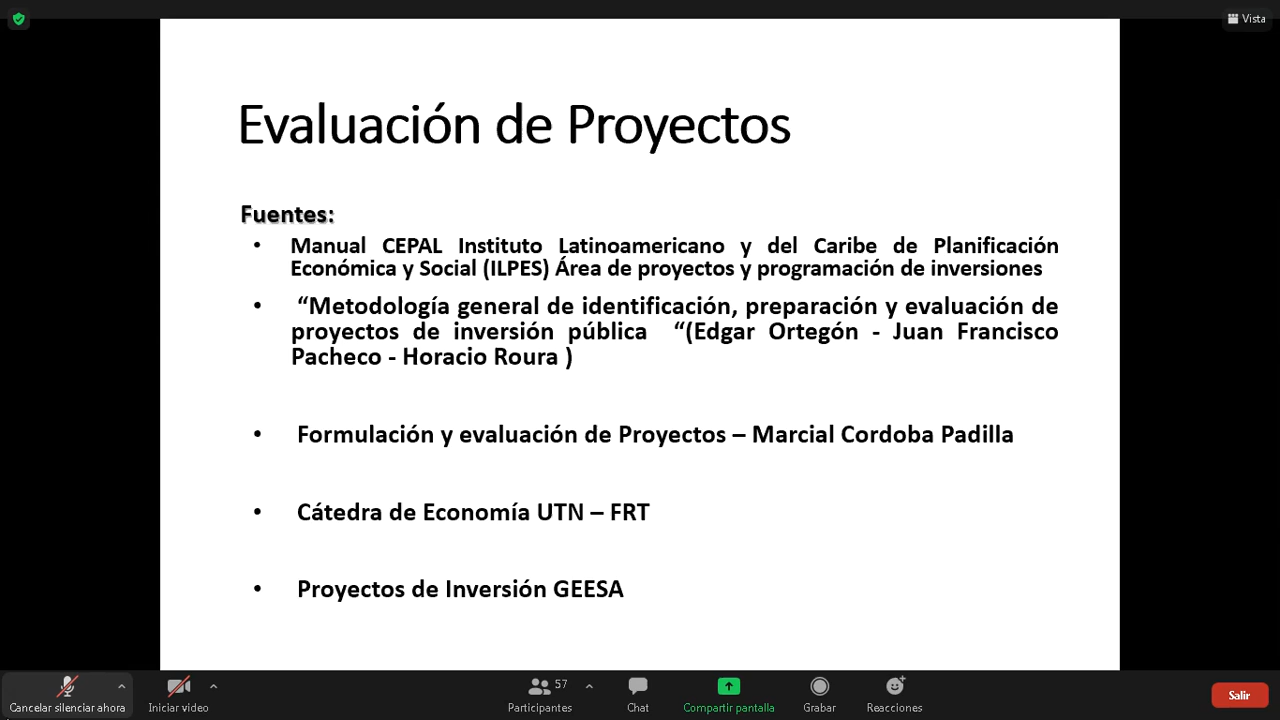 Vista
Evaluación de Proyectos
Fuentes:
• Manual CEPAL Instituto Latinoamericano y del Caribe de Planificación
Económica y Social (ILPES) Área de proyectos y programación de inversiones
• “Metodología general de identificación, preparación y evaluación de
proyectos de inversión pública “(Edgar Ortegón - Juan Francisco
Pacheco - Horacio Roura )
• Formulación y evaluación de Proyectos – Marcial Cordoba Padilla
• Cátedra de Economía UTN – FRT
• Proyectos de Inversión GEESA
Cancelar silenciar ahora
Iniciar video
57
Participantes
Chat
Compartir pantalla
Grabar
Reacciones
Salir